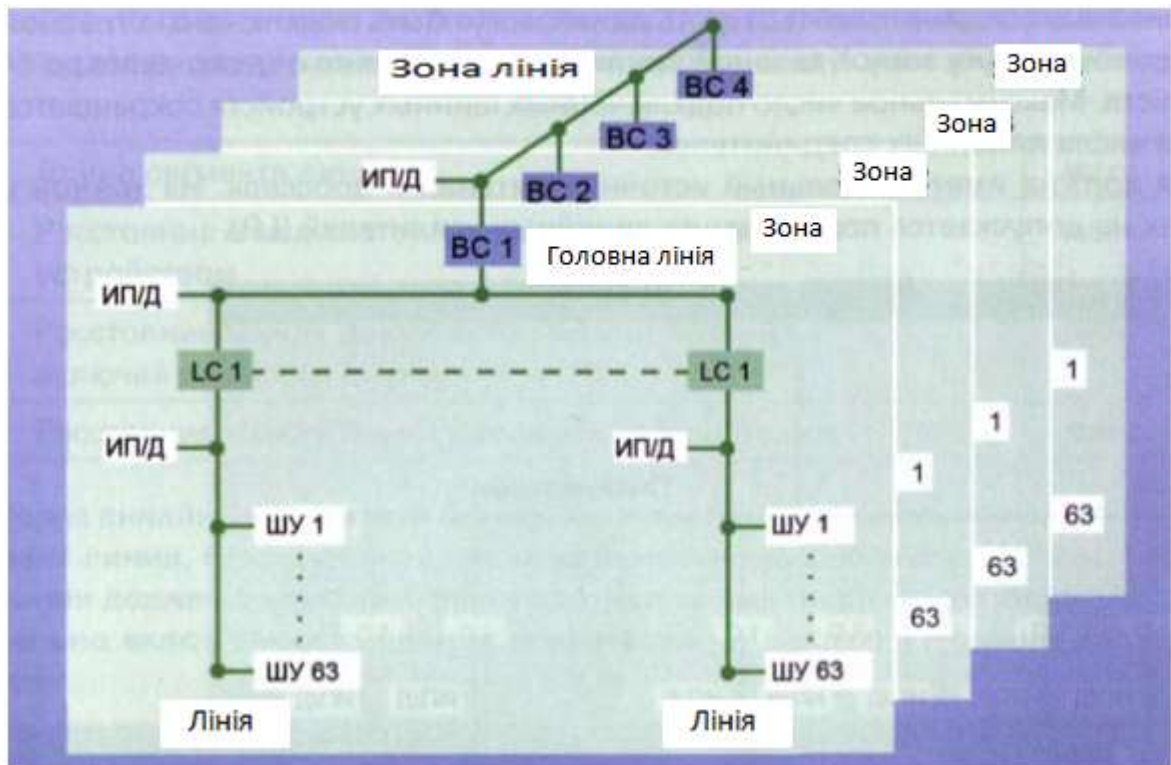 Зона лінія
ВС 4
Зона
ВС 3
Зона
ИП/Д
ВС 2
Зона
ВС 1
Головна лінія
Зона
ИП/Д
LC 1
LC 1
1
ИП/Д
ИП/Д
1
1
ШУ 1
ШУ 1
63
63
63
ШУ 63
ШУ 63
Лінія
Лінія